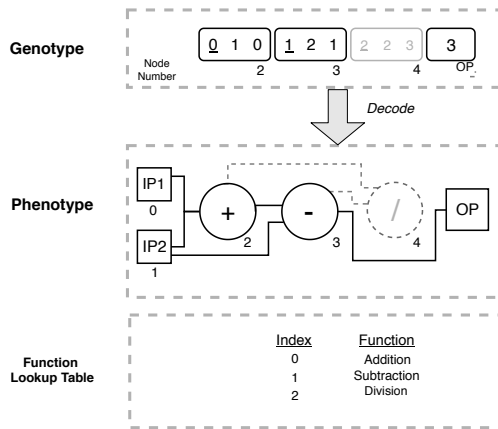 Genotype
0 1 0 1 2 1 2 2 3 3
Node
Number
2 3 4 OP
Decode
Phenotype
IP1
0
IP2
1
+
2
-
3
/
4
OP
Function
Lookup Table
Index Function
0 Addition
1 Subtraction
2 Division